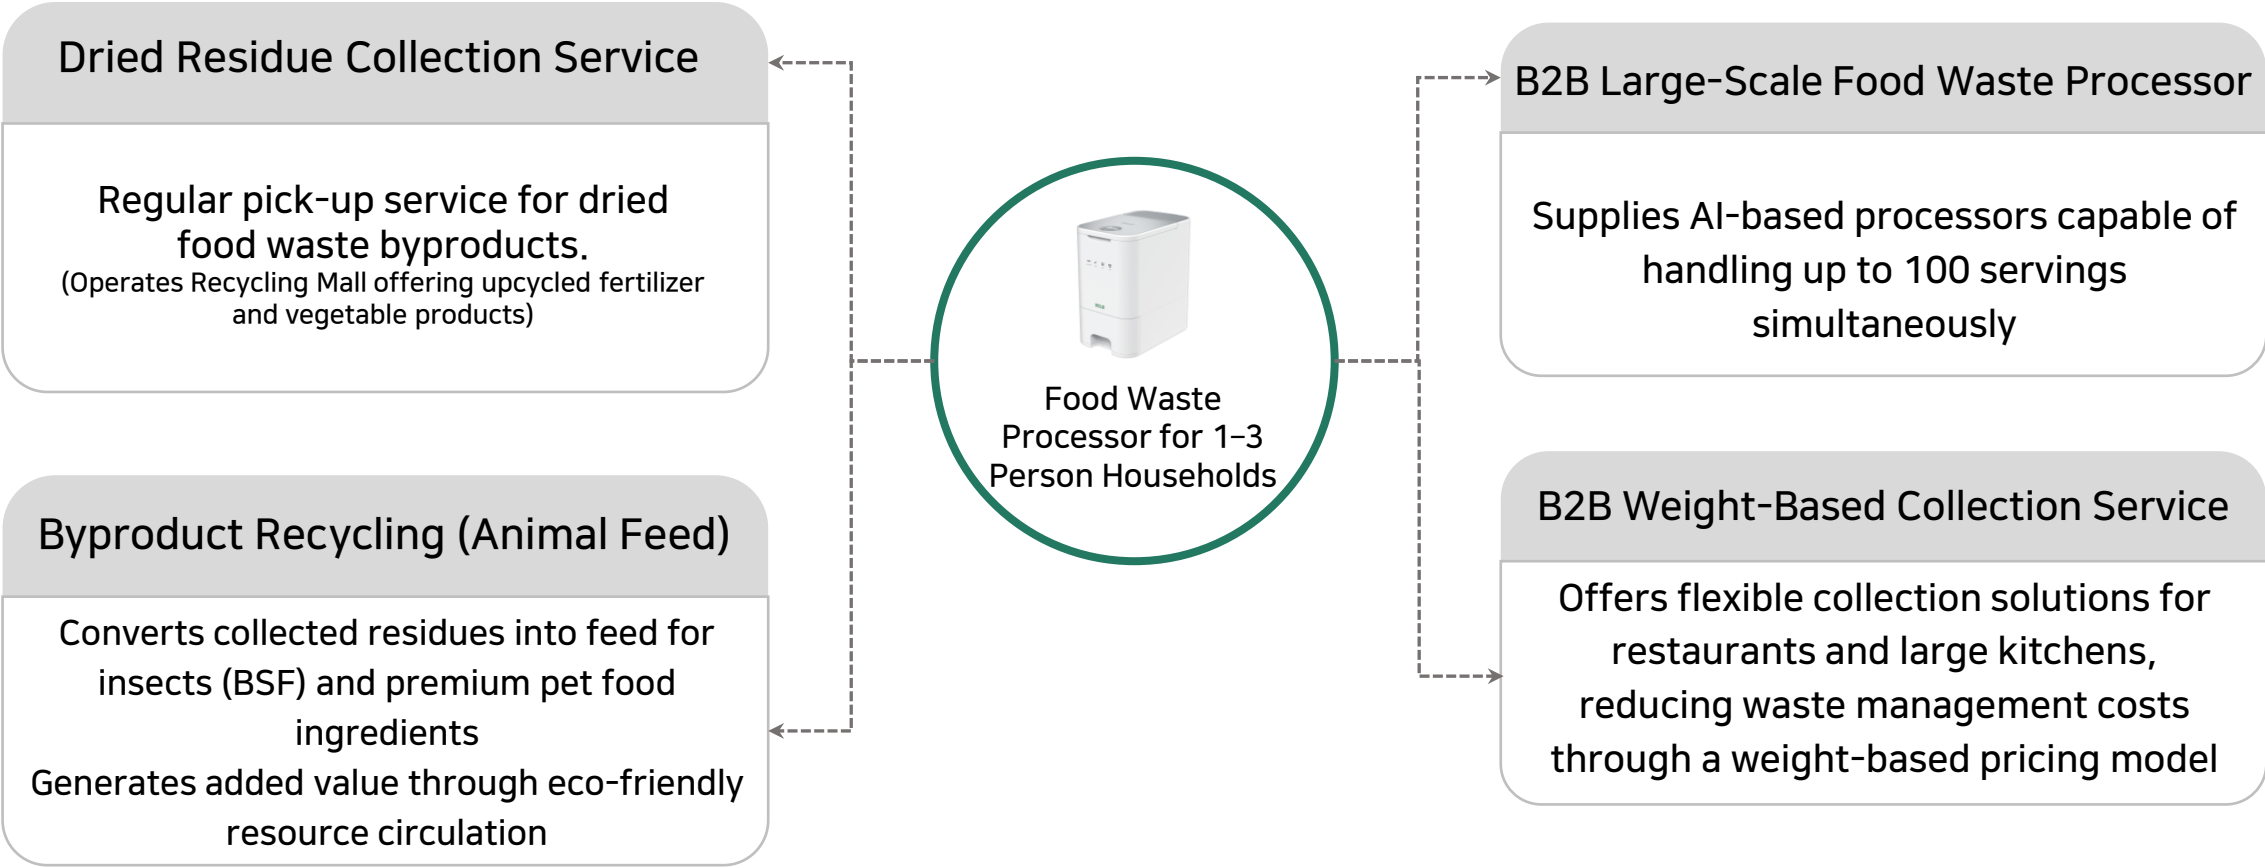 Dried Residue Collection Service
Regular pick-up service for dried
food waste byproducts.
(Operates Recycling Mall offering upcycled fertilizer
and vegetable products)
Byproduct Recycling (Animal Feed)
Converts collected residues into feed for
insects (BSF) and premium pet food
ingredients
Generates added value through eco-friendly
resource circulation
Food Waste
Processor for 1–3
Person Households
B2B Large-Scale Food Waste Processor
Supplies AI-based processors capable of
handling up to 100 servings
simultaneously
B2B Weight-Based Collection Service
Offers flexible collection solutions for
restaurants and large kitchens,
reducing waste management costs
through a weight-based pricing model